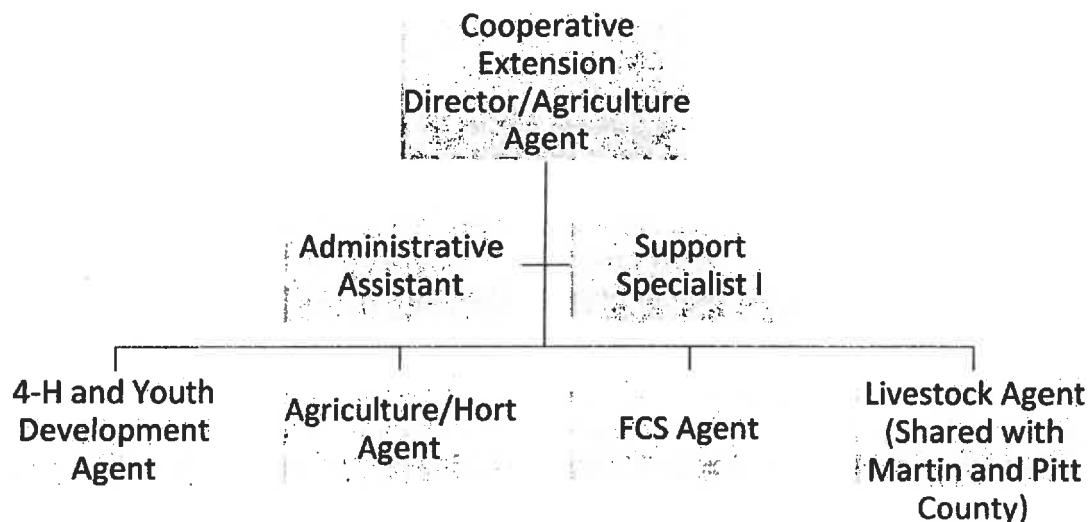 Cooperative
Extension
Director/Agriculture
Agent
Administrative
Assistant
Support
Specialist I
4-H and Youth
Development
Agent
Agriculture/Hort
Agent
FCS Agent
Livestock Agent
(Shared with
Martin and Pitt
County)